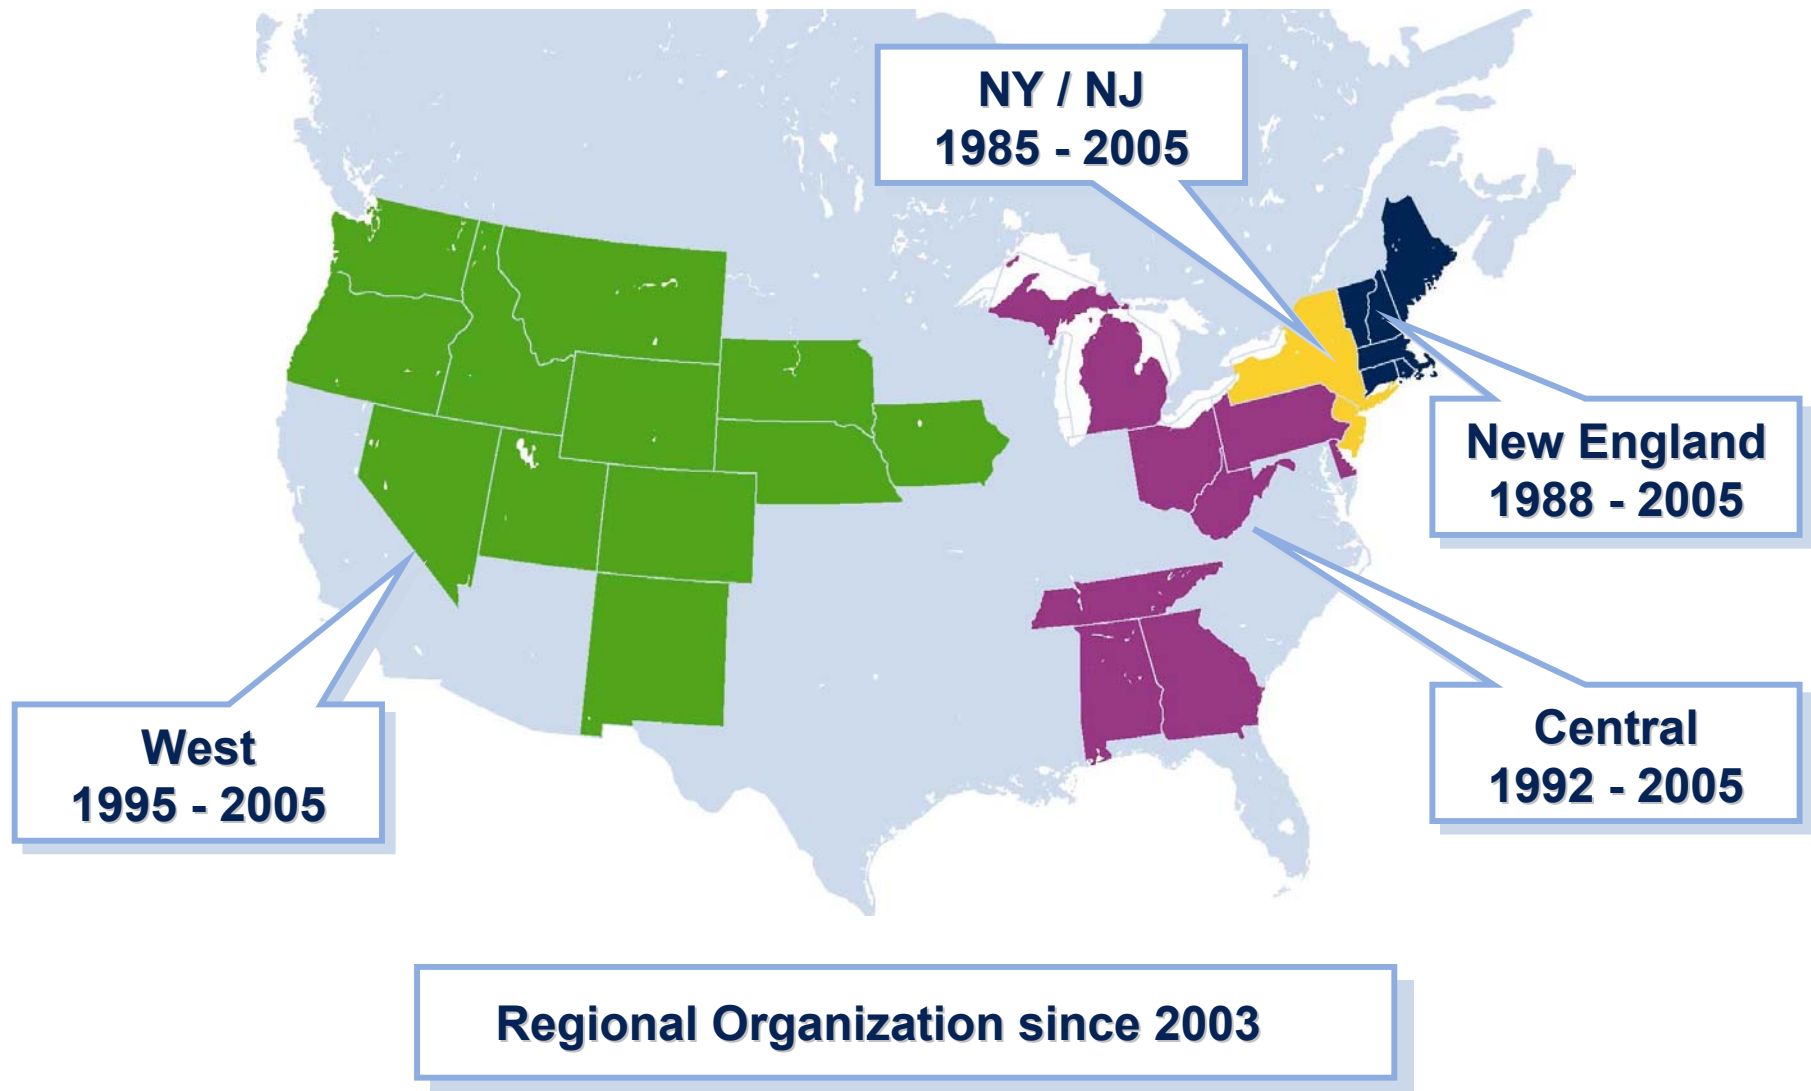 NY / NJ
1985 - 2005
New England
1988 - 2005
West
1995 - 2005
Central
1992 - 2005
Regional Organization since 2003